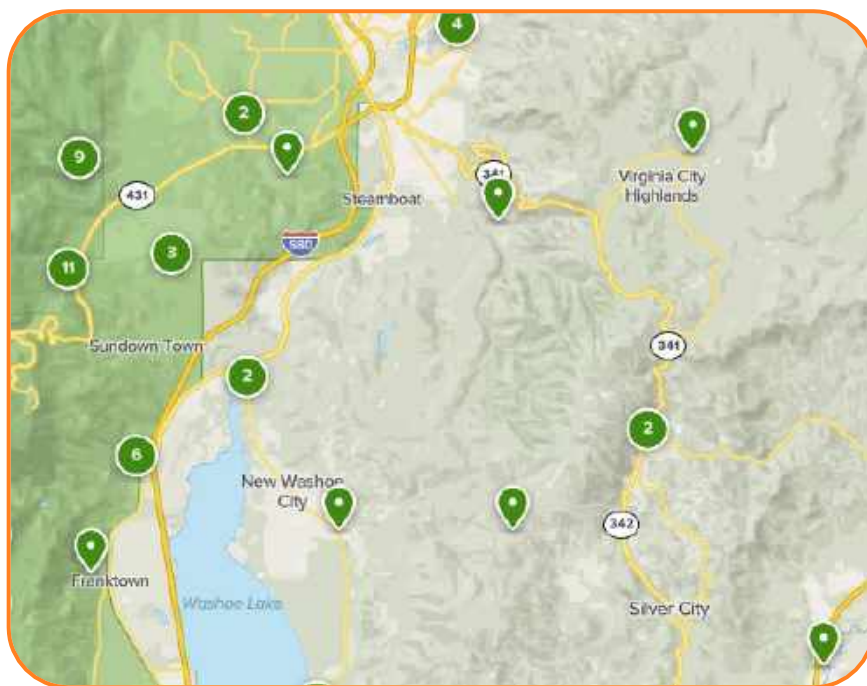 4
2
9
431
Steamboat
341
Virginia City
Highlands
580
3
11
Sundown Town
341
2
2
6
New Washoe
City
342
Franktown
Washoe Lake
Silver City